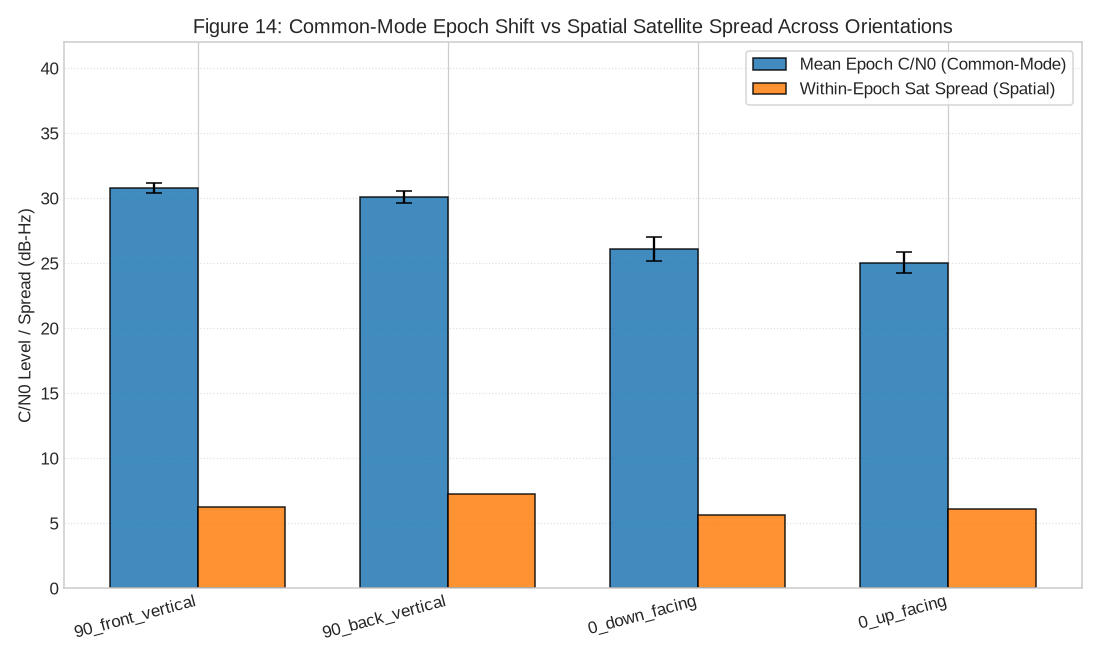 Figure 14: Common-Mode Epoch Shift vs Spatial Satellite Spread Across Orientations
Mean Epoch C/N0 (Common-Mode)
Within-Epoch Sat Spread (Spatial)
C/N0 Level / Spread (dB-Hz)
40
35
30
25
20
15
10
5
0
90_front_vertical
90_back_vertical
0_down_facing
0_up_facing